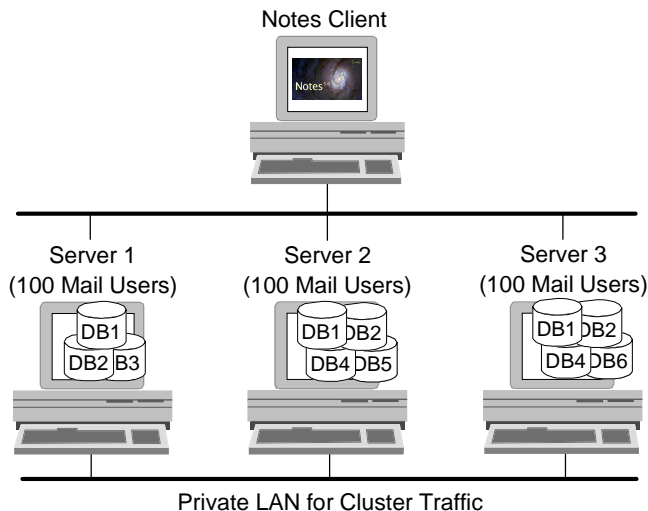 Notes Client
Notes
Server 1
(100 Mail Users)
Server 2
(100 Mail Users)
Server 3
(100 Mail Users)
DB1
DB2
B3
DB1
DB2
DB4
DB5
DB1
DB2
DB4
DB6
Private LAN for Cluster Traffic